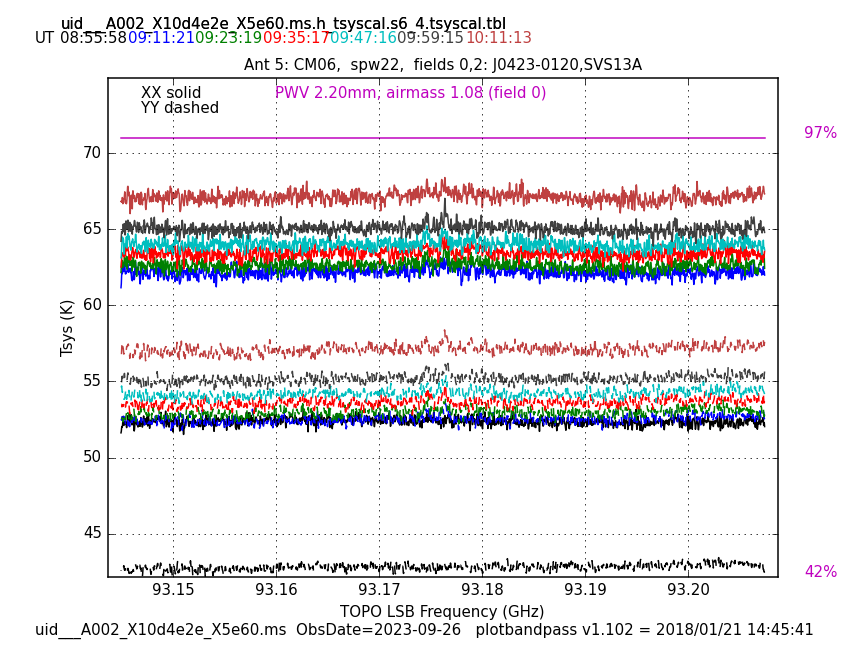 uid___A002_X10d4e2e_X5e60.ms.h_tsyscal.s6_4.tsyscal.tbl
UT 08:55:58 09:11:21 09:23:19 09:35:17 09:47:16 09:59:15 10:11:13
Ant 5: CM06,  spw22,  fields 0,2: J0423-0120,SVS13A
XX solid
PWV 2.20mm, airmass 1.08 (field 0)
YY dashed
97%
70
65
60
Tsys (K)
55
50
45
42%
93.15 93.16 93.17 93.18 93.19 93.20
TOPO LSB Frequency (GHz)
uid___A002_X10d4e2e_X5e60.ms  ObsDate=2023-09-26   plotbandpass v1.102 = 2018/01/21 14:45:41